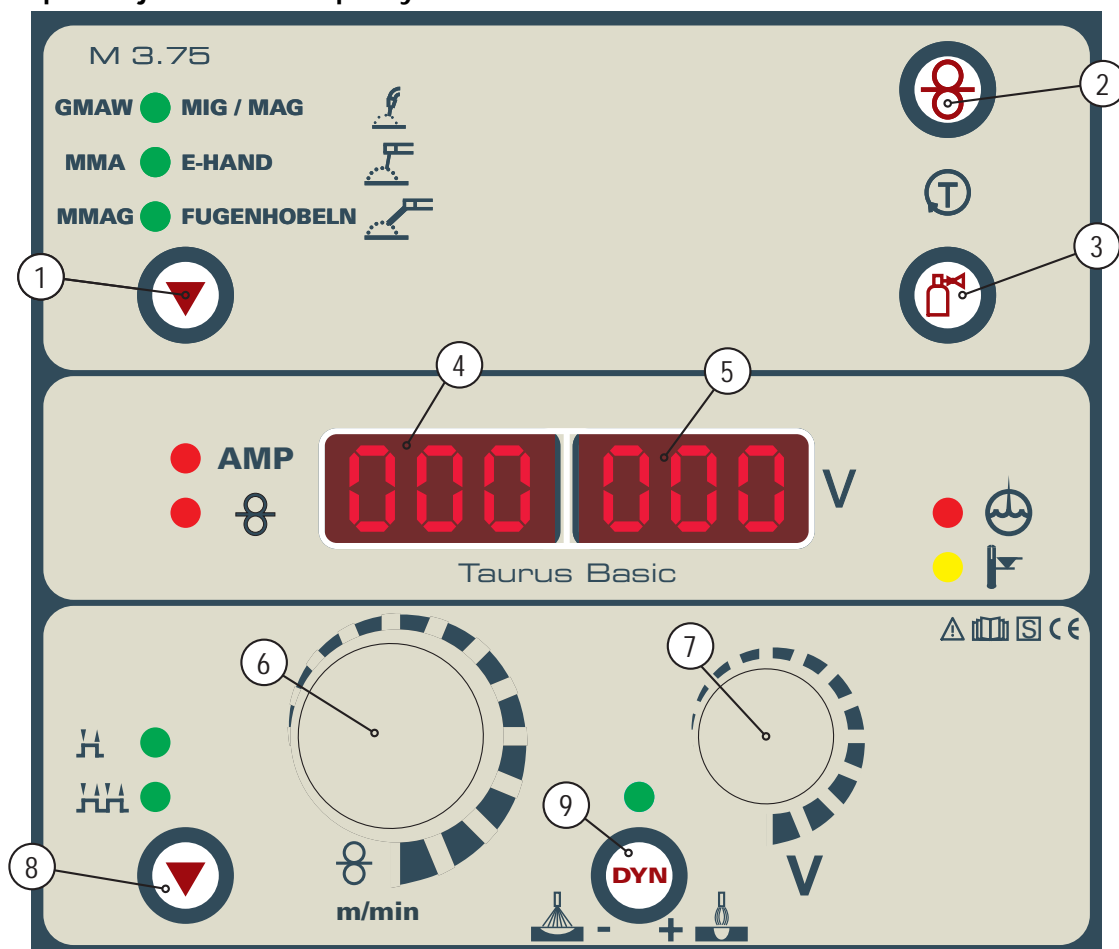 M 3.75
GMAW MIG / MAG
MMA E-HAND
MMAG FUGENHOBELN
T
1
2
3
4
5
AMP
000 000 V
Taurus Basic
S CE
6
7
8
9
m/min
DYN
- +
V